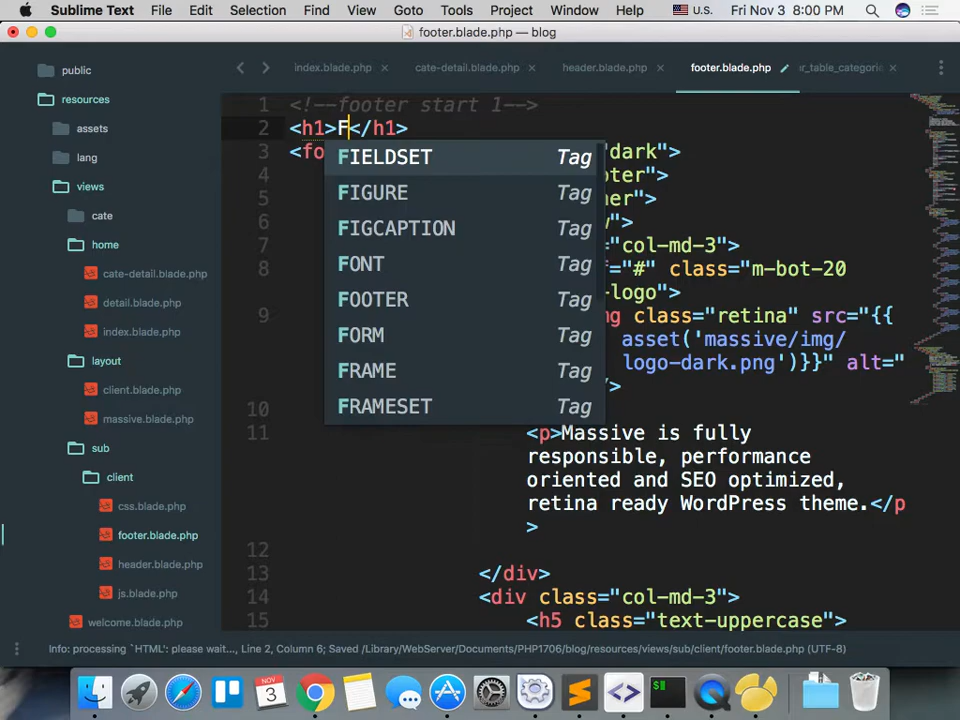 Sublime Text File Edit Selection Find View Goto Tools Project Window Help U.S. Fri Nov 3 8:00 PM
footer.blade.php — blog
public
resources
assets
lang
views
cate
home
cate-detail.blade.php
detail.blade.php
index.blade.php
layout
client.blade.php
massive.blade.php
sub
client
css.blade.php
footer.blade.php
header.blade.php
js.blade.php
welcome.blade.php
index.blade.php × cate-detail.blade.php × header.blade.php × footer.blade.php r_table_categorie ×
1 <!--footer start 1-->
2 <h1>F</h1>
3 <fo dark">
4 oter">
5 ner">
6 w">
7 ="col-md-3">
8 f="#" class="m-bot-20
-logo">
9 mg class="retina" src="{{
asset('massive/img/
logo-dark.png')}}" alt="
/>
10
11 <p>Massive is fully
responsible, performance
oriented and SEO optimized,
retina ready WordPress theme.</p
>
12
13 </div>
14 <div class="col-md-3">
15 <h5 class="text-uppercase">
FIELDSET Tag
FIGURE Tag
FIGCAPTION Tag
FONT Tag
FOOTER Tag
FORM Tag
FRAME Tag
FRAMESET Tag
Info: processing `HTML': please wait..., Line 2, Column 6; Saved /Library/WebServer/Documents/PHP1706/blog/resources/views/sub/client/footer.blade.php (UTF-8)
NOV
3